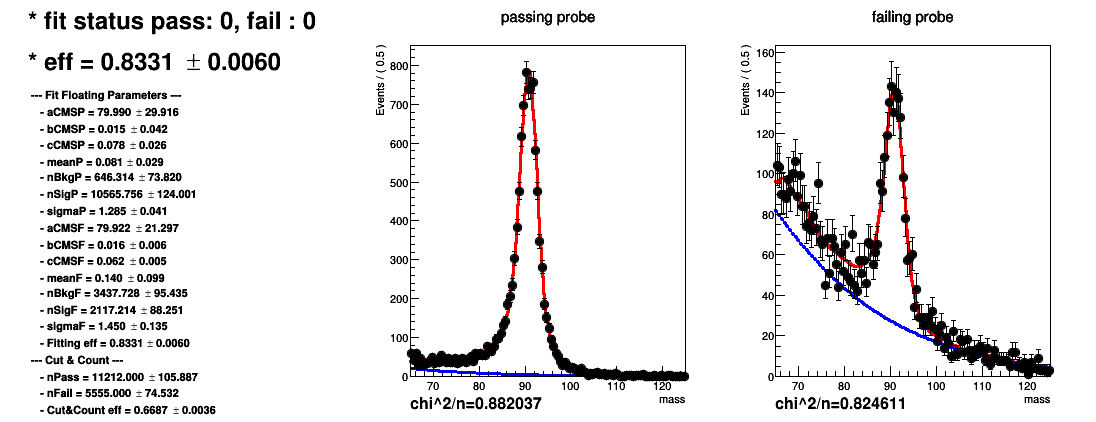 * fit status pass: 0, fail : 0
* eff = 0.8331 ± 0.0060
--- Fit Floating Parameters ---
- aCMSP = 79.990 ± 29.916
- bCMSP = 0.015 ± 0.042
- cCMSP = 0.078 ± 0.026
- meanP = 0.081 ± 0.029
- nBkgP = 646.314 ± 73.820
- nSigP = 10565.756 ± 124.001
- sigmaP = 1.285 ± 0.041
- aCMSF = 79.922 ± 21.297
- bCMSF = 0.016 ± 0.006
- cCMSF = 0.062 ± 0.005
- meanF = 0.140 ± 0.099
- nBkgF = 3437.728 ± 95.435
- nSigF = 2117.214 ± 88.251
- sigmaF = 1.450 ± 0.135
- Fitting eff = 0.8331 ± 0.0060
--- Cut & Count ---
- nPass = 11212.000 ± 105.887
- nFail = 5555.000 ± 74.532
- Cut&Count eff = 0.6687 ± 0.0036
passing probe
Events / ( 0.5 )
800
700
600
500
400
300
200
100
0
70 80 90 100 110 120
mass
chi^2/n=0.882037
failing probe
Events / ( 0.5 )
160
140
120
100
80
60
40
20
0
70 80 90 100 110 120
mass
chi^2/n=0.824611